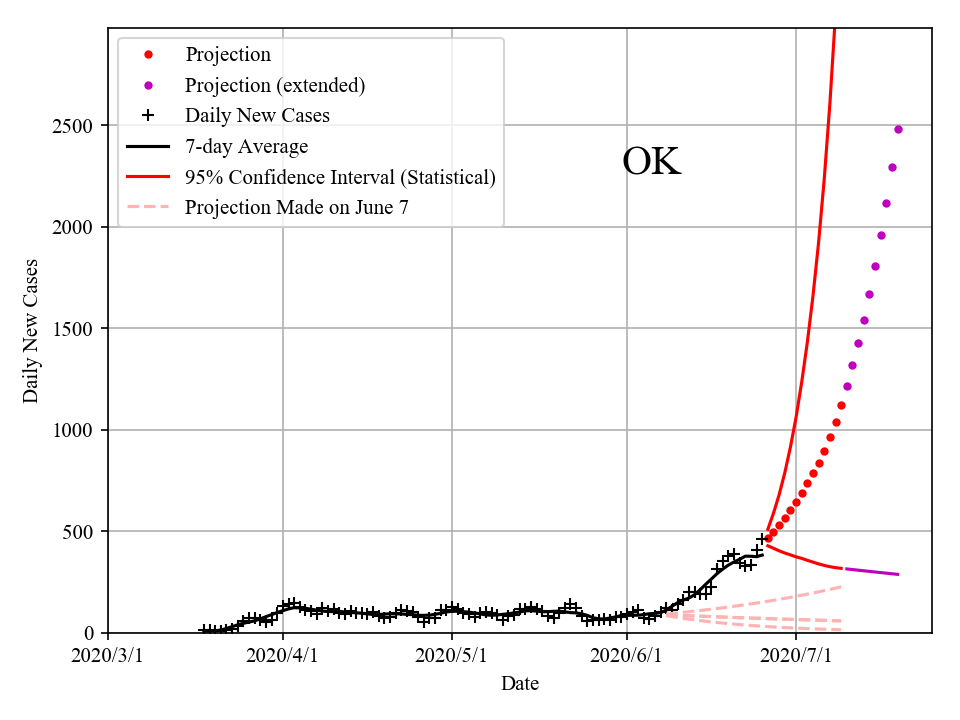 Projection
Projection (extended)
Daily New Cases
7-day Average
95% Confidence Interval (Statistical)
Projection Made on June 7
OK
2500
2000
1500
1000
500
0
Daily New Cases
2020/3/1
2020/4/1
2020/5/1
2020/6/1
2020/7/1
Date